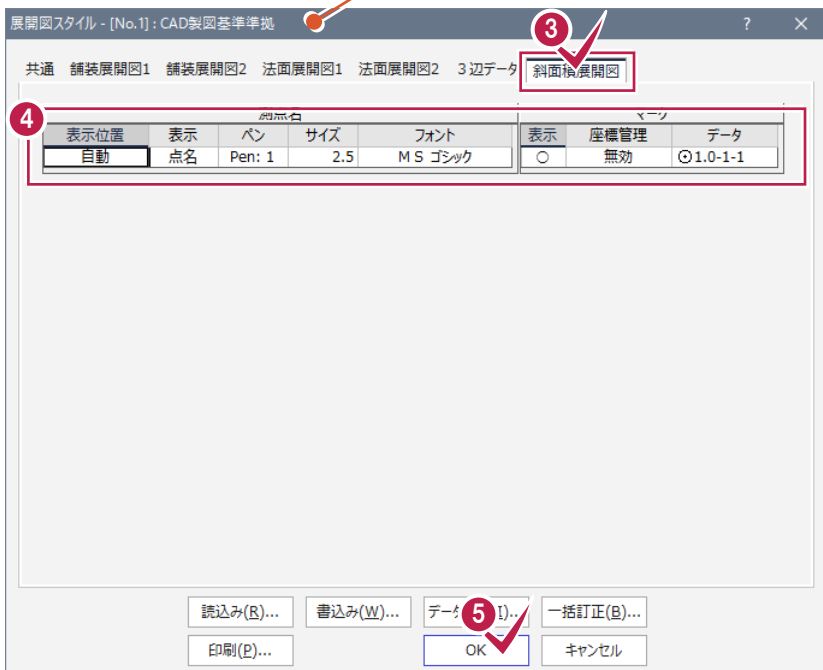 展開図スタイル - [No.1] : CAD製図基準準拠 ? ×
3
共通 舗装展開図1 舗装展開図2 法面展開図1 法面展開図2 3辺データ 斜面積展開図
4
測点名 マーク
表示位置 表示 ペン サイズ フォント 表示 座標管理 データ
自動 点名 Pen: 1 2.5 MS ゴシック ○ 無効 ⊙1.0-1-1
読込み(R)... 書込み(W)... 一括訂正(B)...
5
印刷(P)... OK キャンセル